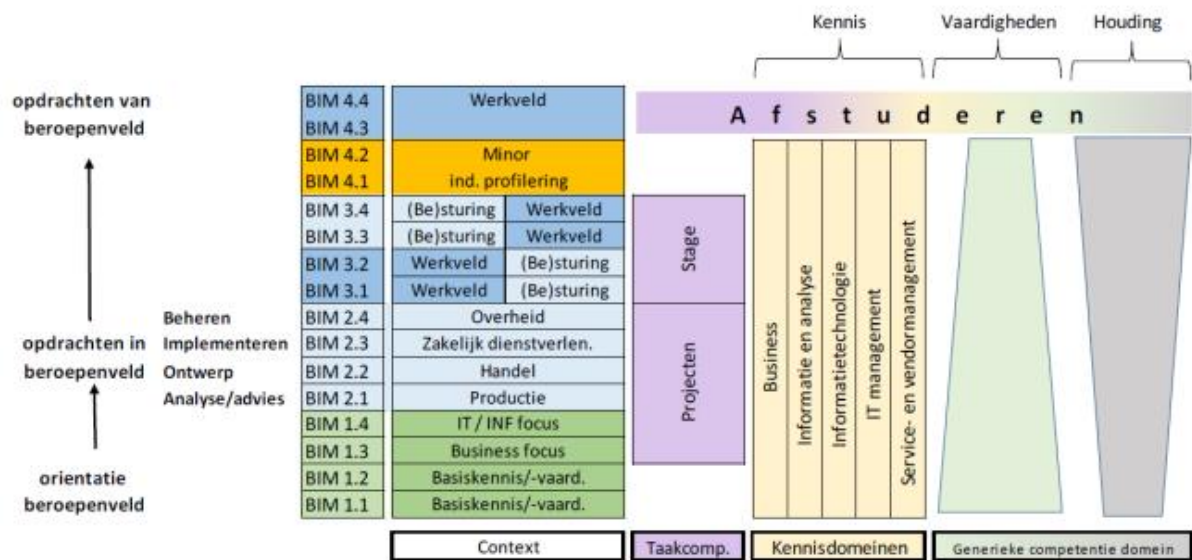 Kennis Vaardigheden Houding
opdrachten van
beroepenveld
BIM 4.4 Werkveld
BIM 4.3
A f s t u d e r e n
BIM 4.2 Minor
BIM 4.1 ind. profilering
BIM 3.4 (Be)sturing Werkveld
BIM 3.3 (Be)sturing Werkveld
BIM 3.2 Werkveld (Be)sturing
BIM 3.1 Werkveld (Be)sturing
Stage
opdrachten in
beroepenveld
Beheren
Implementeren
Ontwerp
Analyse/advies
BIM 2.4 Overheid
BIM 2.3 Zakelijk dienstverlen.
BIM 2.2 Handel
BIM 2.1 Productie
BIM 1.4 IT / INF focus
BIM 1.3 Business focus
Projecten
orientatie
beroepenveld
BIM 1.2 Basiskennis/-vaard.
BIM 1.1 Basiskennis/-vaard.
Business
Informatie en analyse
Informatietechnologie
IT management
Service- en vendormanagement
Context Taakcomp. Kennisdomeinen Generieke competentie domein